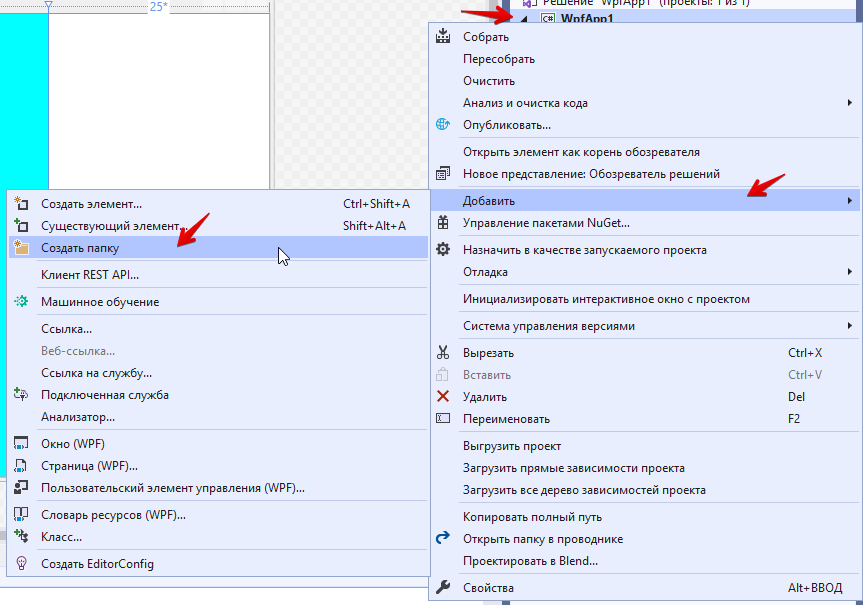 25*
Решение "WpfApp1" (проекты: 1 из 1)
C# WpfApp1
Собрать
Пересобрать
Очистить
Анализ и очистка кода
Опубликовать...
Открыть элемент как корень обозревателя
Новое представление: Обозреватель решений
Добавить
Управление пакетами NuGet...
Назначить в качестве запускаемого проекта
Отладка
Инициализировать интерактивное окно с проектом
Система управления версиями
Вырезать Ctrl+X
Вставить Ctrl+V
Удалить Del
Переименовать F2
Выгрузить проект
Загрузить прямые зависимости проекта
Загрузить все дерево зависимостей проекта
Копировать полный путь
Открыть папку в проводнике
Проектировать в Blend...
Свойства Alt+ВВОД
Создать элемент... Ctrl+Shift+A
Существующий элемент... Shift+Alt+A
Создать папку
Клиент REST API...
Машинное обучение
Ссылка...
Веб-ссылка...
Ссылка на службу...
Подключенная служба
Анализатор...
Окно (WPF)
Страница (WPF)...
Пользовательский элемент управления (WPF)...
Словарь ресурсов (WPF)...
Класс...
Создать EditorConfig